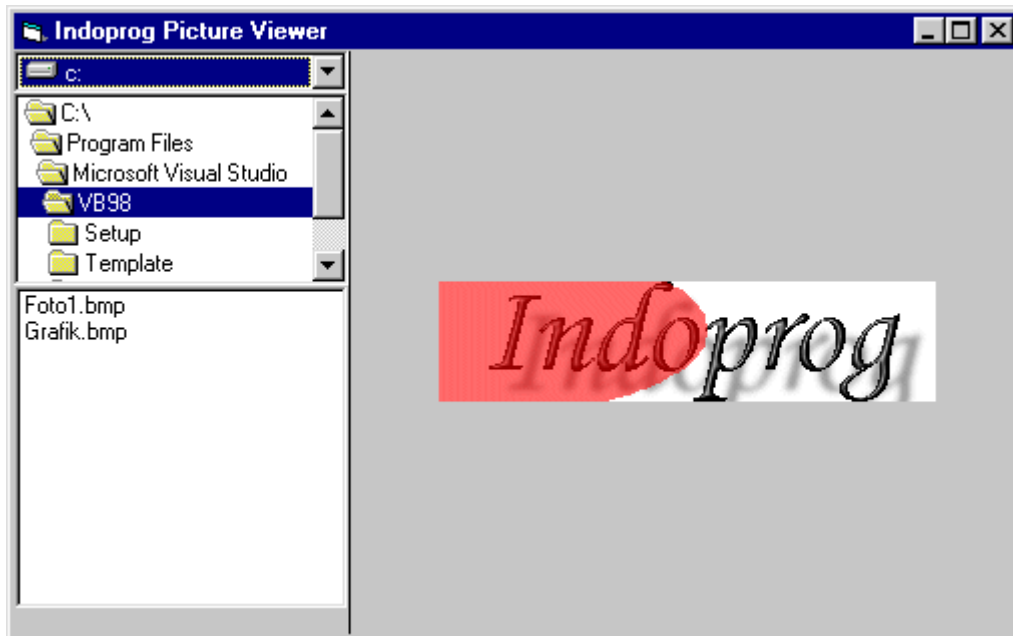 Indoprog Picture Viewer
c:
C:\
Program Files
Microsoft Visual Studio
VB98
Setup
Template
Foto1.bmp
Grafik.bmp
Indoprog